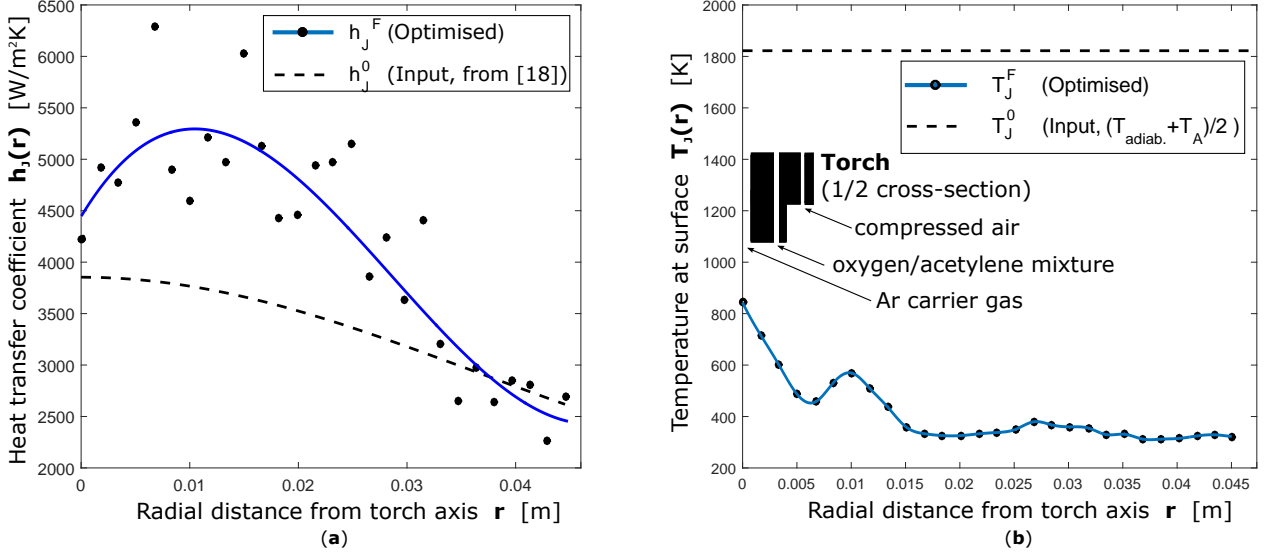 Heat transfer coefficient h_J(r) [W/m²K]
6500
6000
5500
5000
4500
4000
3500
3000
2500
2000
h_J^F (Optimised)
h_J^0 (Input, from [18])
0
0.01
0.02
0.03
0.04
Radial distance from torch axis r [m]
(a)
Temperature at surface T_J(r) [K]
2000
1800
1600
1400
1200
1000
800
600
400
200
T_J^F (Optimised)
T_J^0 (Input, (T_adiab.+T_A)/2 )
Torch
(1/2 cross-section)
compressed air
oxygen/acetylene mixture
Ar carrier gas
0
0.005
0.01
0.015
0.02
0.025
0.03
0.035
0.04
0.045
Radial distance from torch axis r [m]
(b)